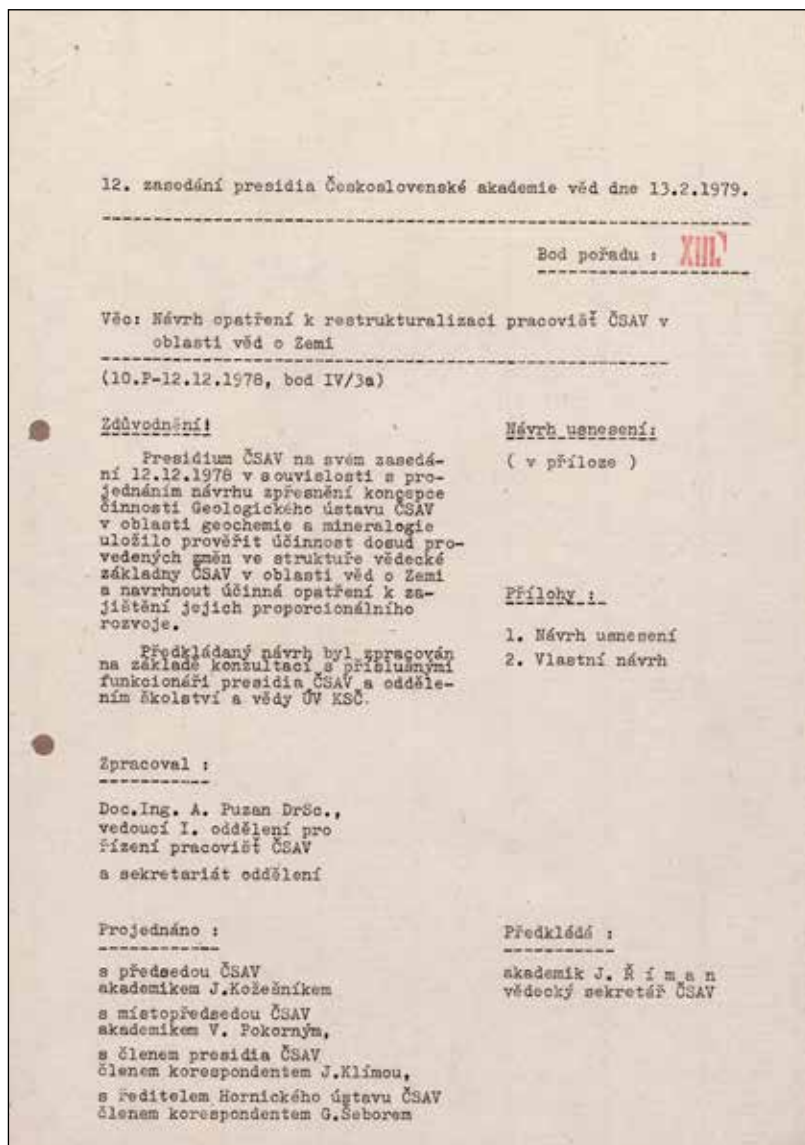 12. zasedání presidia Československé akademie věd dne 13.2.1979.
Bod pořadu : XIII.
Věc: Návrh opatření k restrukturalizaci pracovišť ČSAV v
oblasti věd o Zemi
(10.P-12.12.1978, bod IV/3a)
Zdůvodnění:
Presidium ČSAV na svém zasedá-
ní 12.12.1978 v souvislosti s pro-
jednáním návrhu zpřesnění koncepce
činnosti Geologického ústavu ČSAV
v oblasti geochemie a mineralogie
uložilo prověřit účinnost dosud pro-
vedených změn ve struktuře vědecké
základny ČSAV v oblasti věd o Zemi
a navrhnout účinná opatření k za-
jištění jejich proporcionálního
rozvoje.
Předkládaný návrh byl zpracován
na základě konzultací s příslušnými
funkcionáři presidia ČSAV a odděle-
ním školství a vědy ÚV KSČ.
Návrh usnesení:
( v příloze )
Přílohy :
1. Návrh usnesení
2. Vlastní návrh
Zpracoval :
Doc.Ing. A. Puzan DrSc.,
vedoucí I. oddělení pro
řízení pracovišť ČSAV
a sekretariát oddělení
Projednáno :
s předsedou ČSAV
akademikem J.Kožešníkem
s místopředsedou ČSAV
akademikem V. Pokorným,
s členem presidia ČSAV
členem korespondentem J.Klímou,
s ředitelem Hornického ústavu ČSAV
členem korespondentem G.Šeborem
Předkládá :
akademik J. Ř í m a n
vědecký sekretář ČSAV